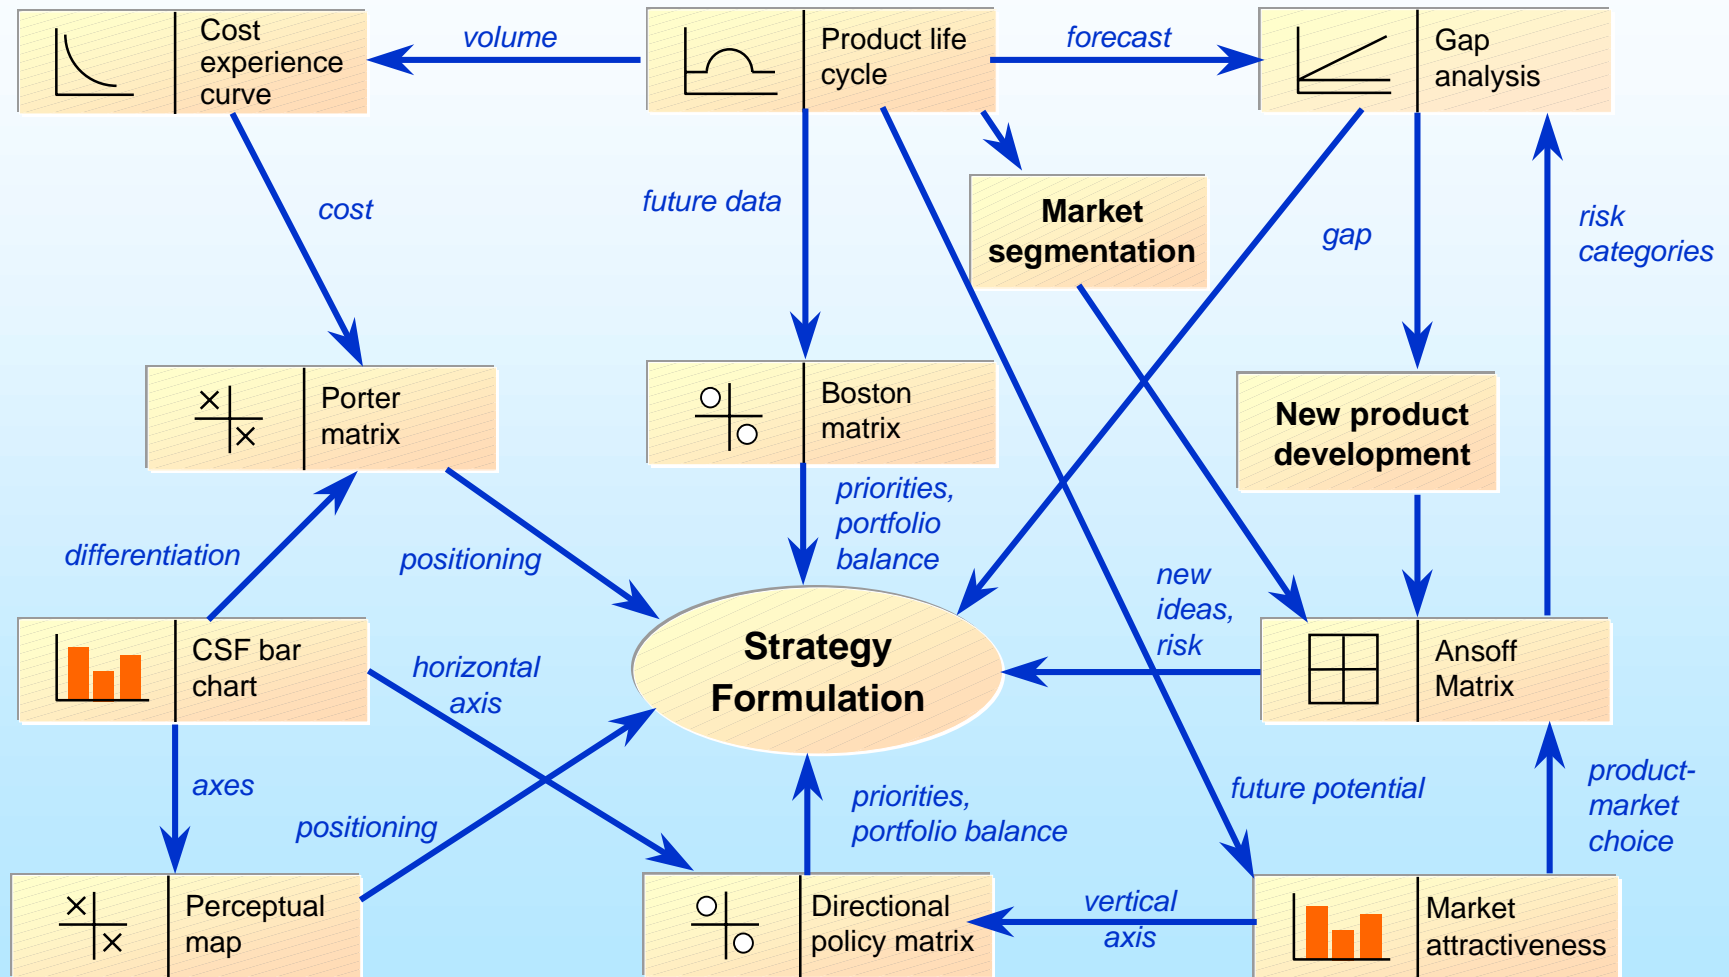 Cost
experience
curve
volume
Product life
cycle
forecast
Gap
analysis
cost
future data
Market
segmentation
gap
risk
categories
Porter
matrix
Boston
matrix
New product
development
priorities,
portfolio
balance
differentiation
positioning
new
ideas,
risk
CSF bar
chart
horizontal
axis
Strategy
Formulation
Ansoff
Matrix
axes
positioning
priorities,
portfolio balance
future potential
product-
market
choice
Perceptual
map
Directional
policy matrix
vertical
axis
Market
attractiveness